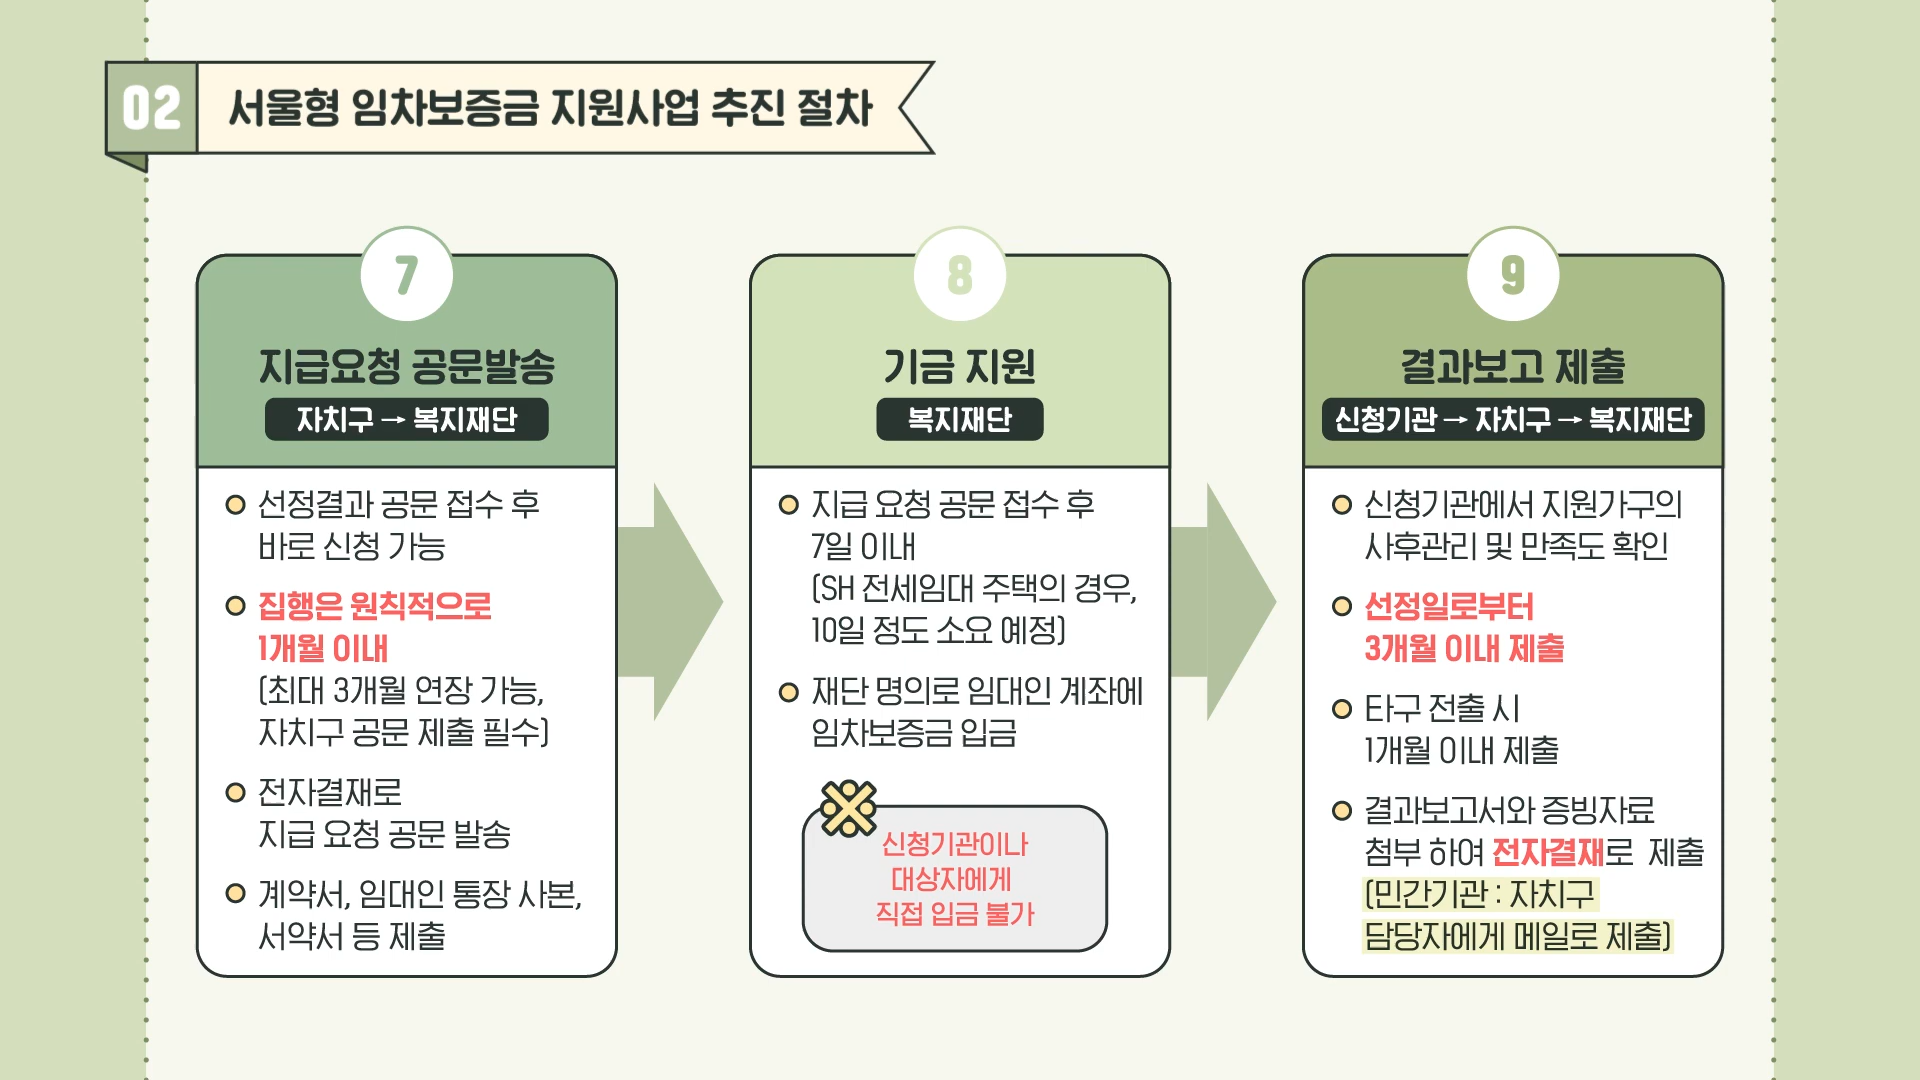 02
서울형 임차보증금 지원사업 추진 절차
7
지급요청 공문발송
자치구 → 복지재단
선정결과 공문 접수 후
바로 신청 가능
집행은 원칙적으로
1개월 이내
(최대 3개월 연장 가능,
자치구 공문 제출 필수)
전자결재로
지급 요청 공문 발송
계약서, 임대인 통장 사본,
서약서 등 제출
8
기금 지원
복지재단
지급 요청 공문 접수 후
7일 이내
(SH 전세임대 주택의 경우,
10일 정도 소요 예정)
재단 명의로 임대인 계좌에
임차보증금 입금
※
신청기관이나
대상자에게
직접 입금 불가
9
결과보고 제출
신청기관 → 자치구 → 복지재단
신청기관에서 지원가구의
사후관리 및 만족도 확인
선정일로부터
3개월 이내 제출
타구 전출 시
1개월 이내 제출
결과보고서와 증빙자료
첨부 하여 전자결재로 제출
(민간기관 : 자치구
담당자에게 메일로 제출)